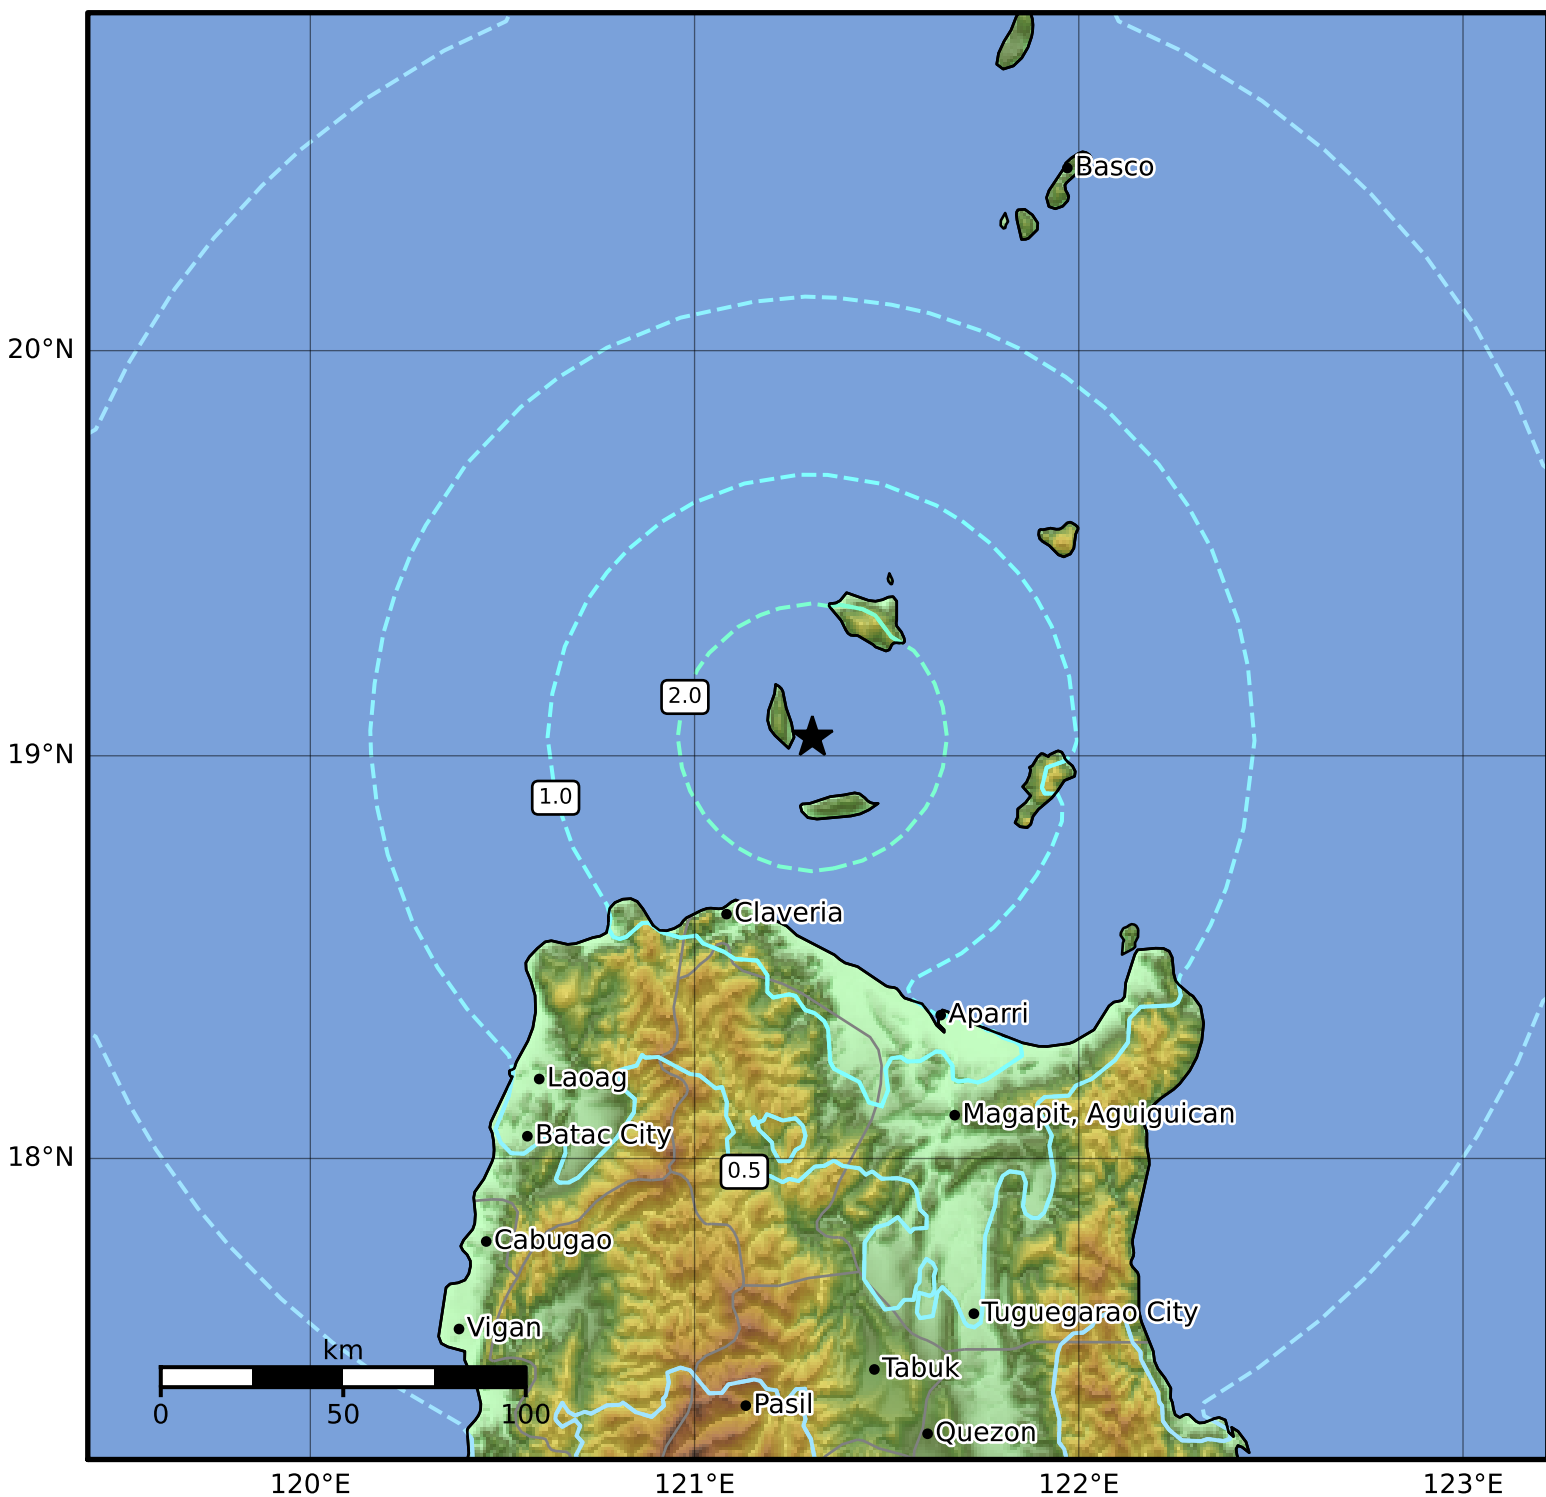 Basco
20°N
2.0
19°N
1.0
Claveria
Aparri
Laoag
Magapit, Aguiguican
Batac City
18°N
0.5
Cabugao
Tuguegarao City
Vigan
km
Tabuk
Pasil
0 50 100
Quezon
120°E 121°E 122°E 123°E